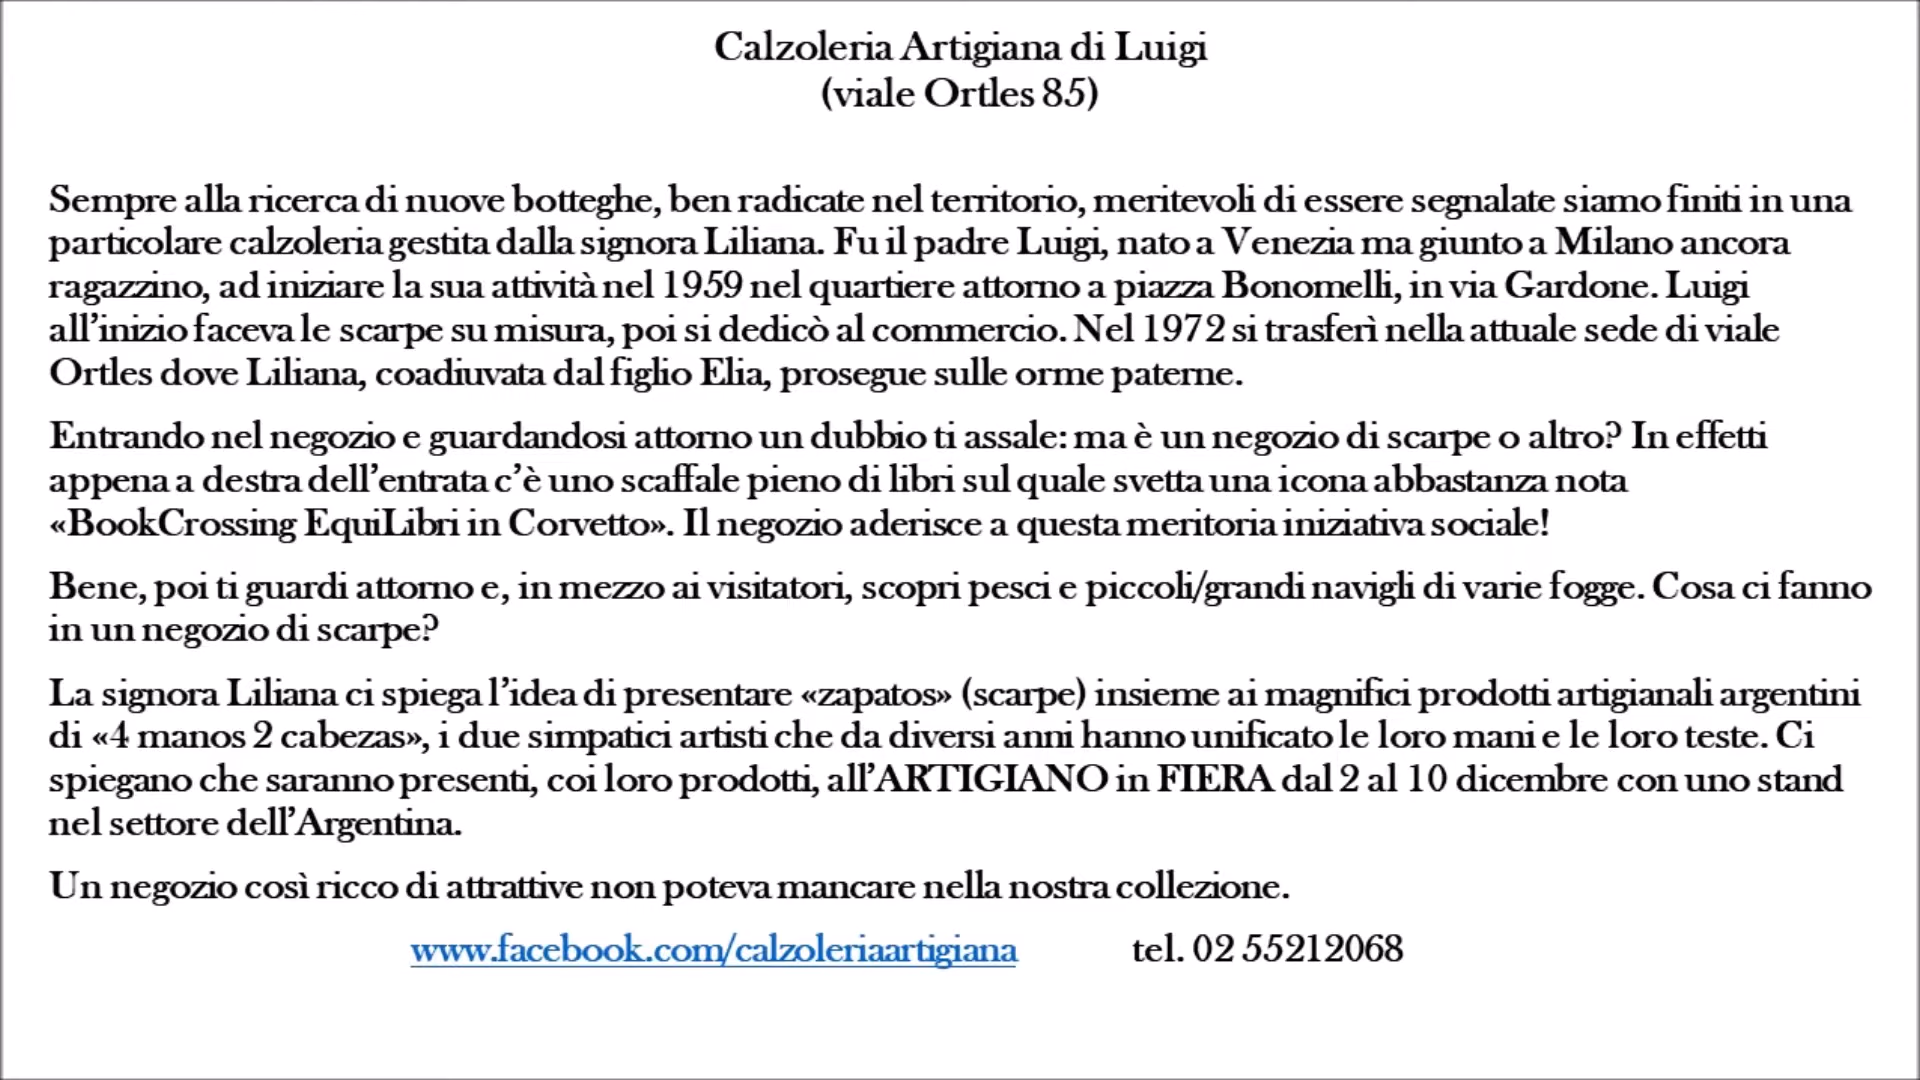 Calzoleria Artigiana di Luigi
(viale Ortles 85)
Sempre alla ricerca di nuove botteghe, ben radicate nel territorio, meritevoli di essere segnalate siamo finiti in una
particolare calzoleria gestita dalla signora Liliana. Fu il padre Luigi, nato a Venezia ma giunto a Milano ancora
ragazzino, ad iniziare la sua attività nel 1959 nel quartiere attorno a piazza Bonomelli, in via Gardone. Luigi
all’inizio faceva le scarpe su misura, poi si dedicò al commercio. Nel 1972 si trasferì nella attuale sede di viale
Ortles dove Liliana, coadiuvata dal figlio Elia, prosegue sulle orme paterne.
Entrando nel negozio e guardandosi attorno un dubbio ti assale: ma è un negozio di scarpe o altro? In effetti
appena a destra dell’entrata c’è uno scaffale pieno di libri sul quale svetta una icona abbastanza nota
«BookCrossing EquiLibri in Corvetto». Il negozio aderisce a questa meritoria iniziativa sociale!
Bene, poi ti guardi attorno e, in mezzo ai visitatori, scopri pesci e piccoli/grandi navigli di varie fogge. Cosa ci fanno
in un negozio di scarpe?
La signora Liliana ci spiega l’idea di presentare «zapatos» (scarpe) insieme ai magnifici prodotti artigianali argentini
di «4 manos 2 cabezas», i due simpatici artisti che da diversi anni hanno unificato le loro mani e le loro teste. Ci
spiegano che saranno presenti, coi loro prodotti, all’ARTIGIANO in FIERA dal 2 al 10 dicembre con uno stand
nel settore dell’Argentina.
Un negozio così ricco di attrattive non poteva mancare nella nostra collezione.
www.facebook.com/calzoleriaartigiana tel. 02 55212068